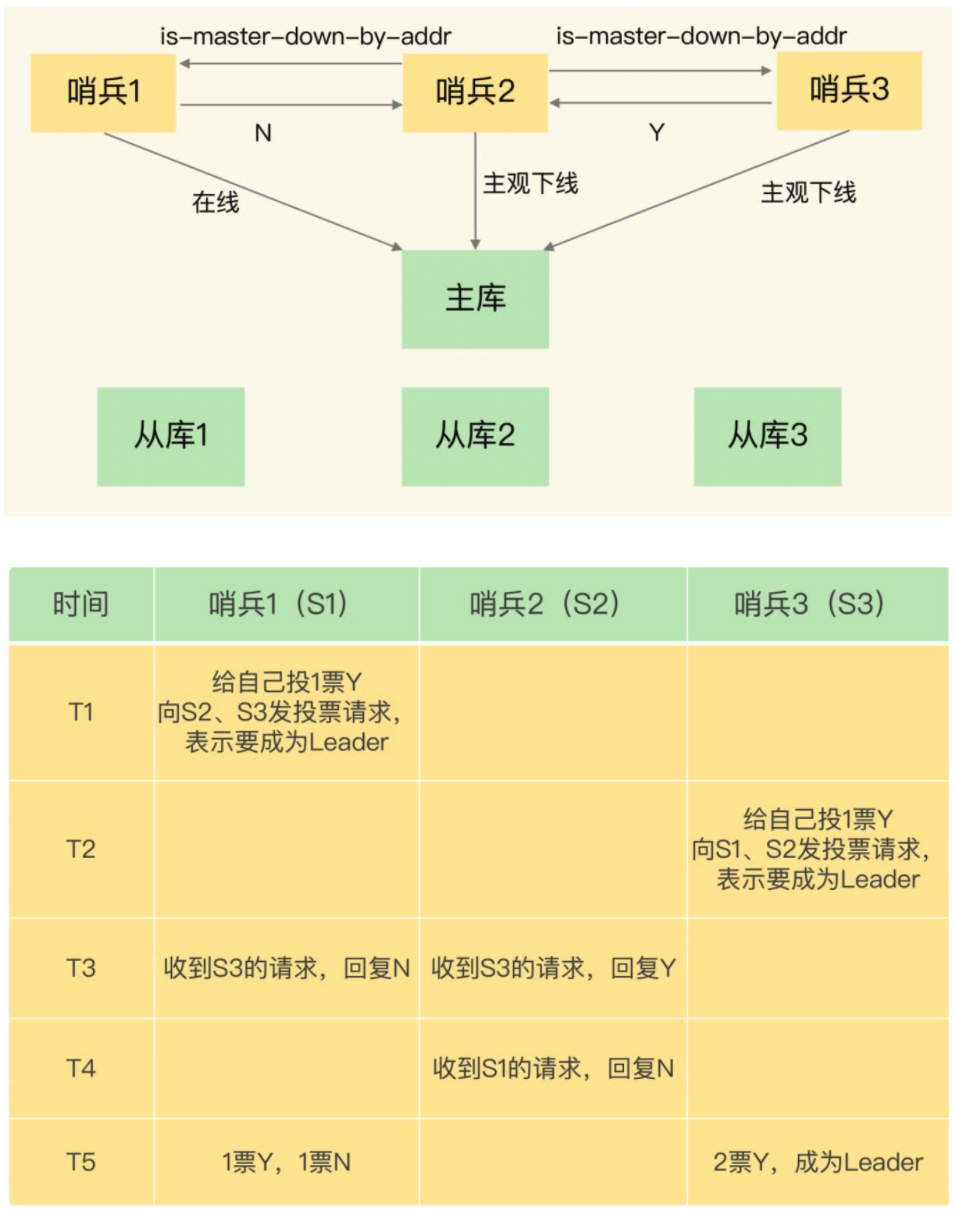 is-master-down-by-addr is-master-down-by-addr
哨兵1 哨兵2 哨兵3
N Y
在线 主观下线 主观下线
主库
从库1 从库2 从库3
时间 哨兵1（S1） 哨兵2（S2） 哨兵3（S3）
T1
给自己投1票Y
向S2、S3发投票请求，
表示要成为Leader
T2
给自己投1票Y
向S1、S2发投票请求，
表示要成为Leader
T3 收到S3的请求，回复N 收到S3的请求，回复Y
T4 收到S1的请求，回复N
T5 1票Y，1票N 2票Y，成为Leader